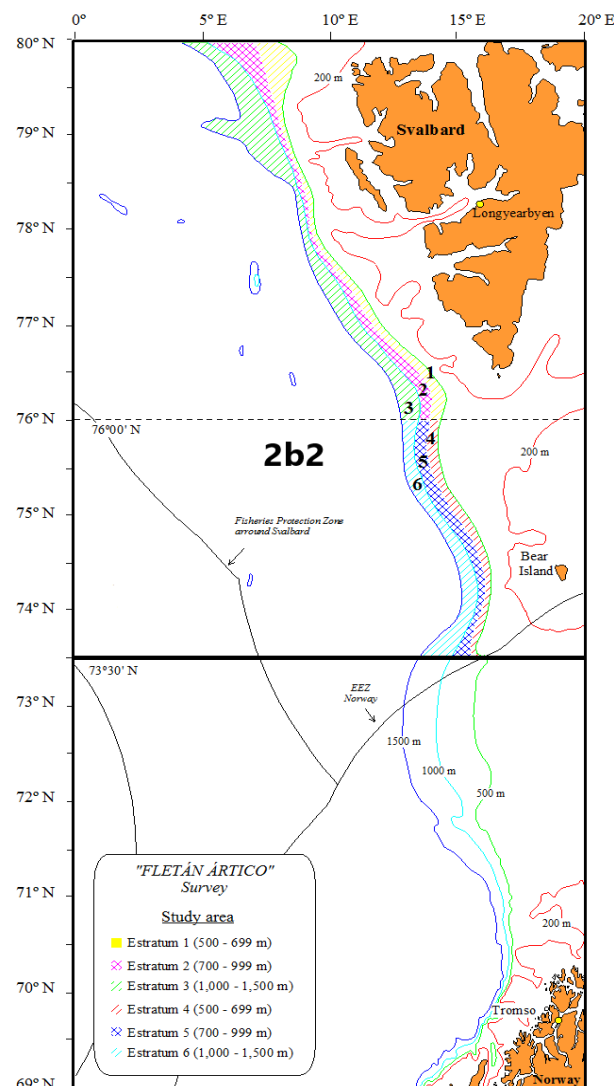 0° 5° E 10° E 15° E 20° E
80° N
200 m
79° N
Svalbard
Longyearbyen
78° N
77° N
1
2
3
76° N
76°00' N
4
2b2
5
200 m
6
75° N
Fisheries Protection Zone
arround Svalbard
Bear
Island
74° N
73°30' N
73° N
EEZ
Norway
1500 m
1000 m
72° N
500 m
71° N
"FLETÁN ÁRTICO"
Survey
Study area
Estratum 1 (500 - 699 m)
Estratum 2 (700 - 999 m)
Estratum 3 (1,000 - 1,500 m)
Estratum 4 (500 - 699 m)
Estratum 5 (700 - 999 m)
Estratum 6 (1,000 - 1,500 m)
200 m
70° N
Tromso
69° N
Norway